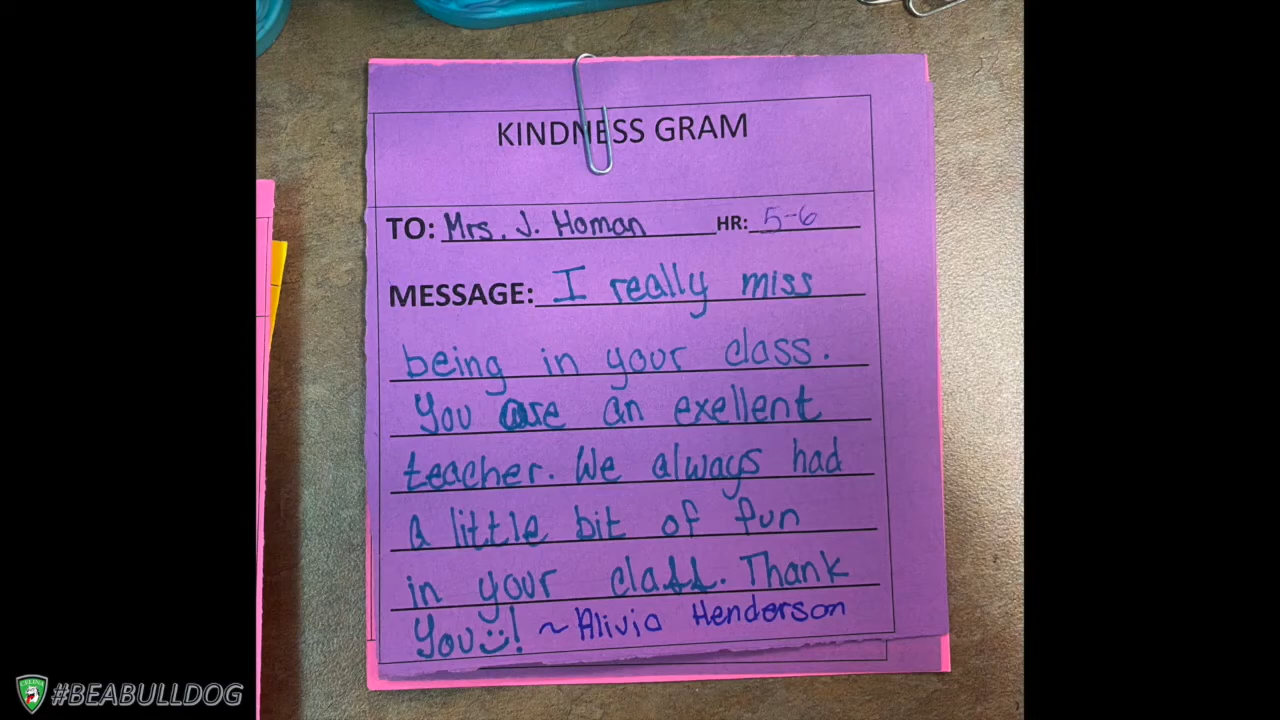 KINDNESS GRAM
TO: Mrs. J. Homan HR: 5-6
MESSAGE: I really miss
being in your class.
You are an exellent
teacher. We always had
a little bit of fun
in your class. Thank
You! ~Alivia Henderson
CELINA
#BEABULLDOG